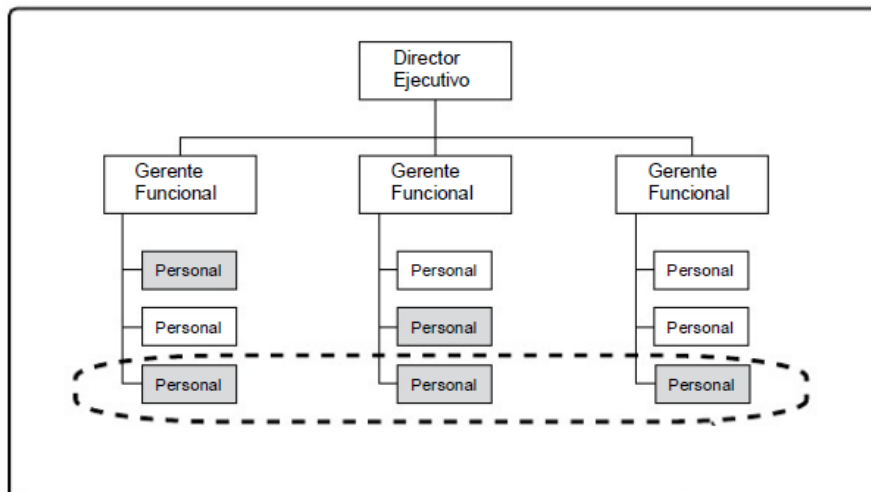 Director
Ejecutivo
Gerente
Funcional
Gerente
Funcional
Gerente
Funcional
Personal
Personal
Personal
Personal
Personal
Personal
Personal
Personal
Personal